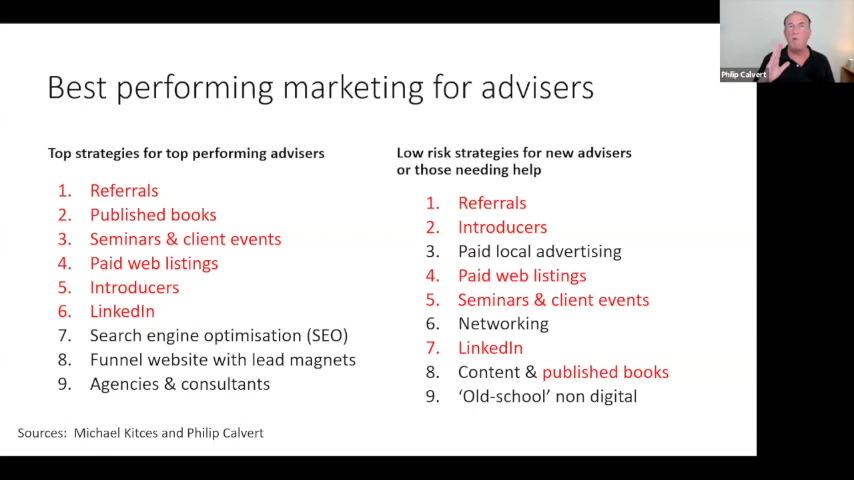 Philip Calvert
Best performing marketing for advisers
Top strategies for top performing advisers
1. Referrals
2. Published books
3. Seminars & client events
4. Paid web listings
5. Introducers
6. LinkedIn
7. Search engine optimisation (SEO)
8. Funnel website with lead magnets
9. Agencies & consultants
Low risk strategies for new advisers
or those needing help
1. Referrals
2. Introducers
3. Paid local advertising
4. Paid web listings
5. Seminars & client events
6. Networking
7. LinkedIn
8. Content & published books
9. ‘Old-school’ non digital
Sources: Michael Kitces and Philip Calvert